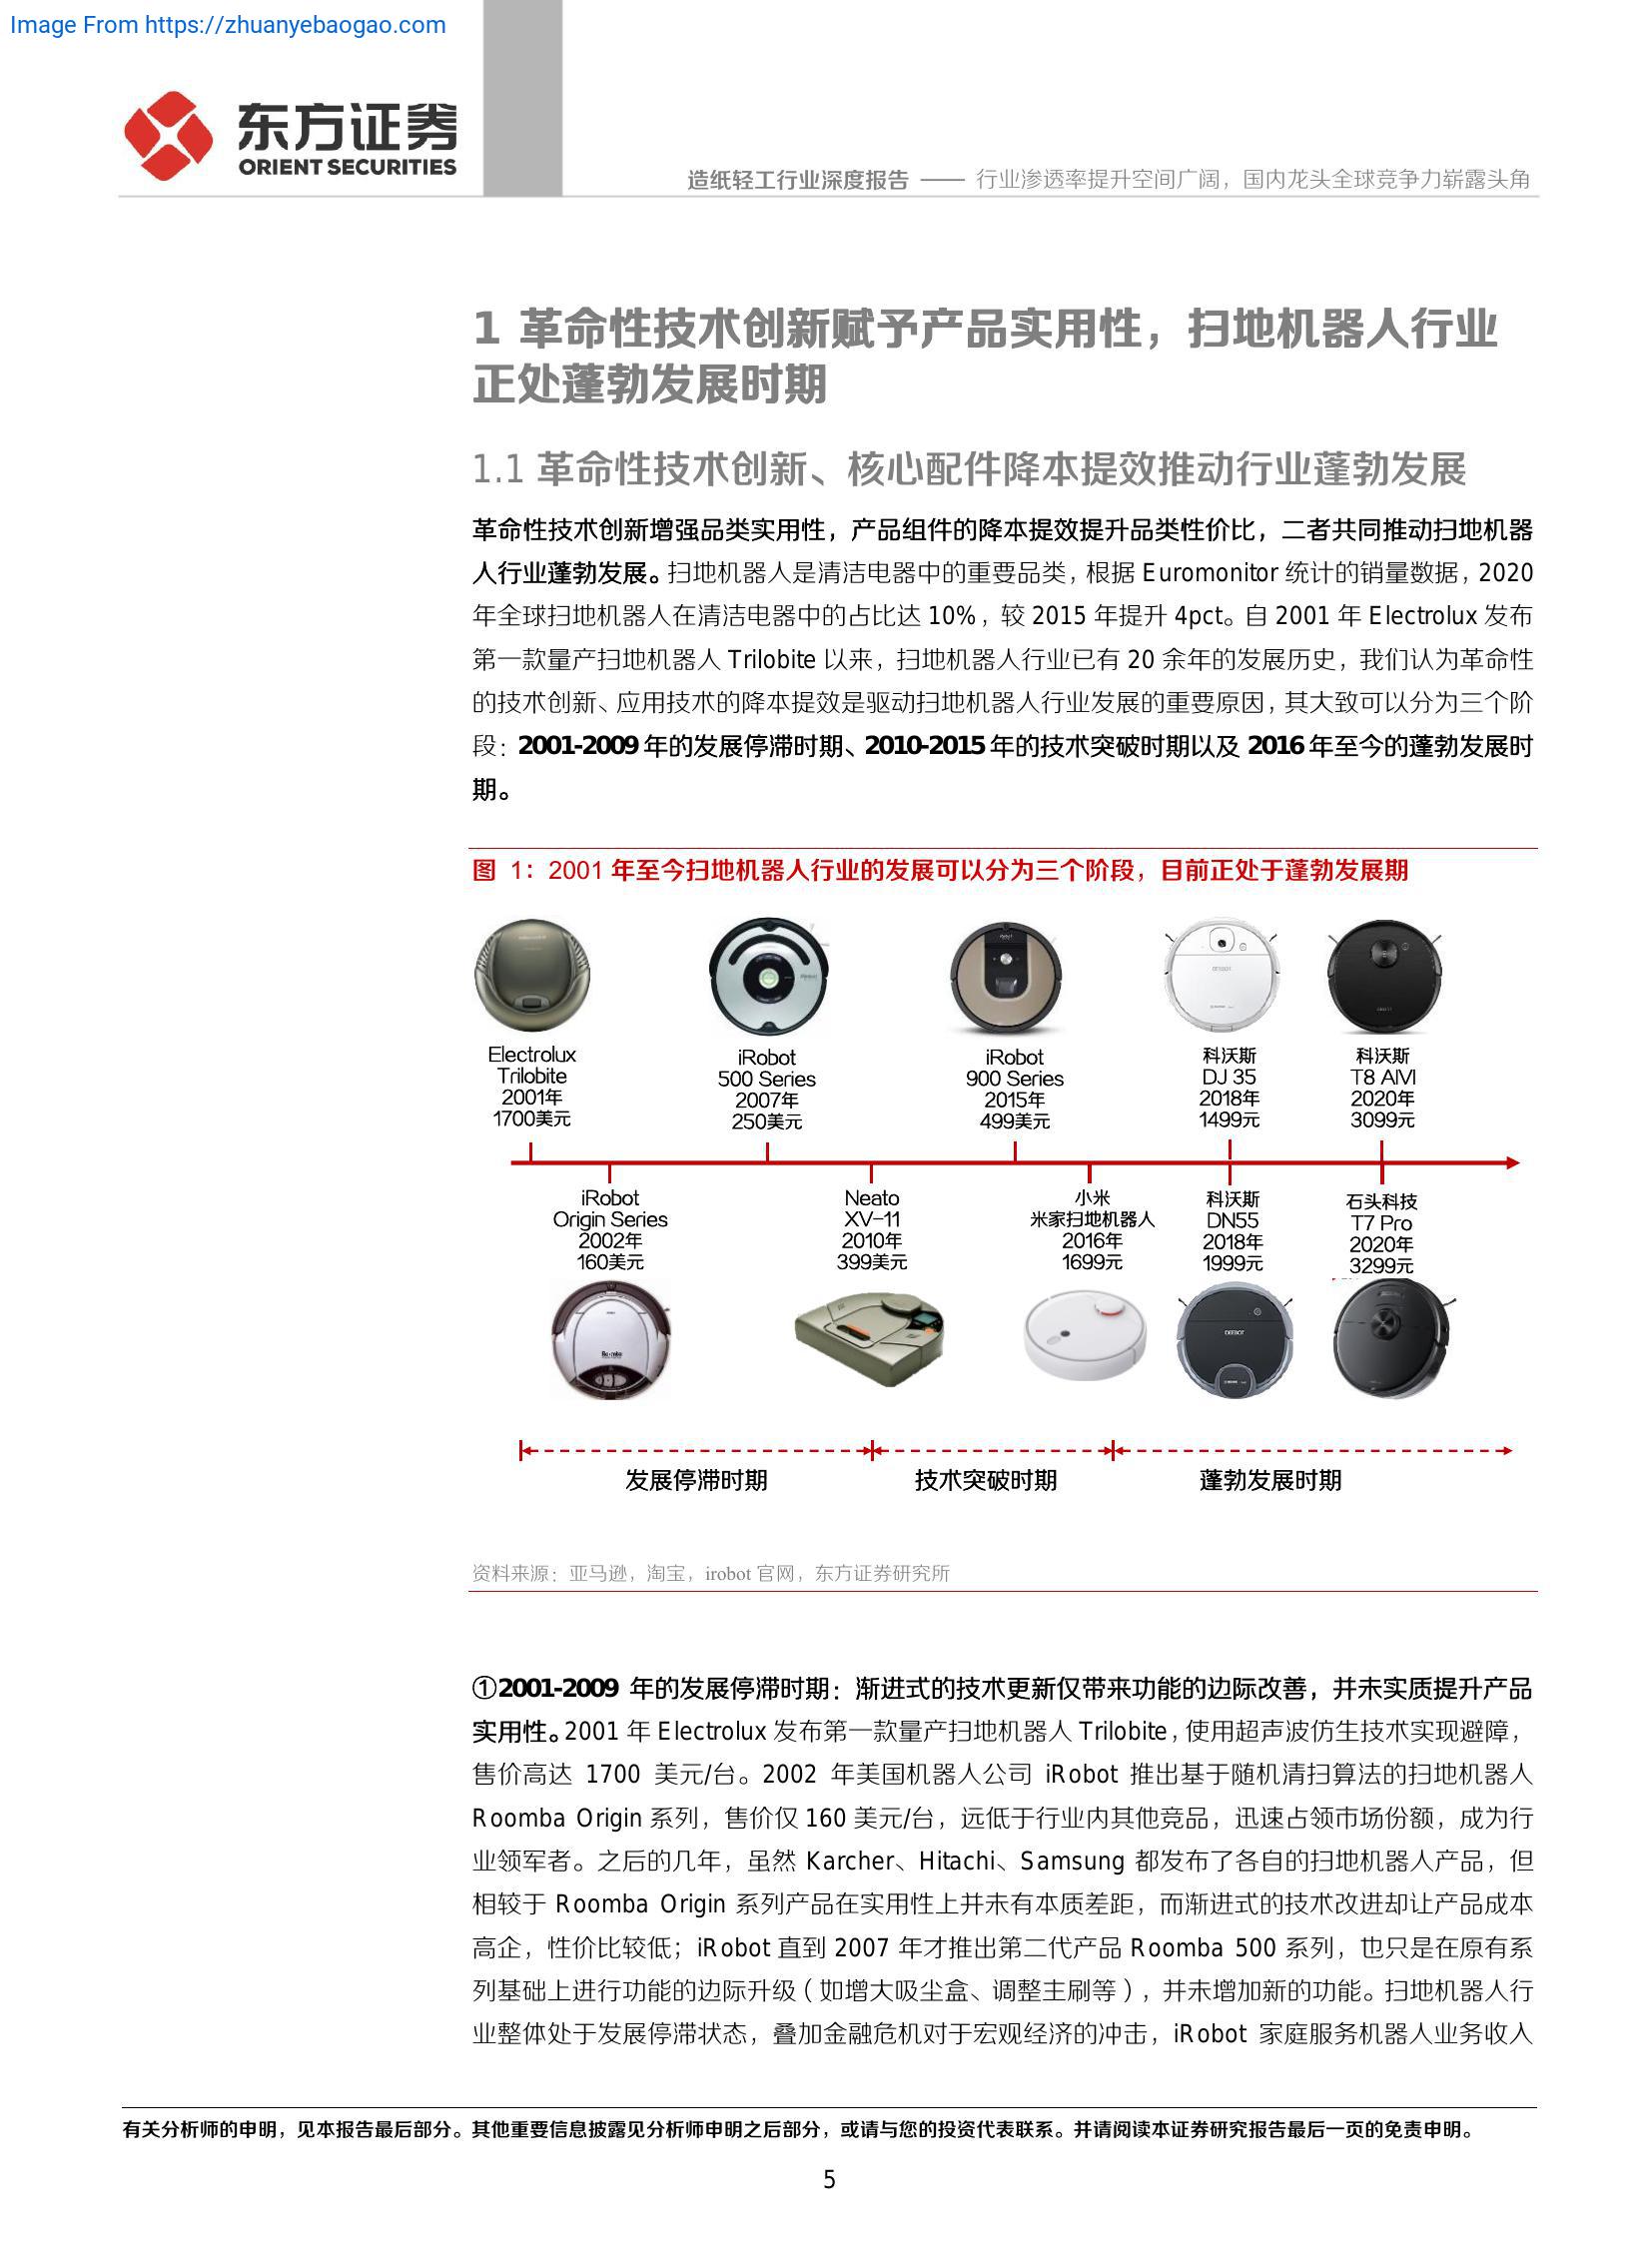 Image From https://zhuanyebaogao.com
东方证券
ORIENT SECURITIES
造纸轻工行业深度报告 —— 行业渗透率提升空间广阔，国内龙头全球竞争力崭露头角
1 革命性技术创新赋予产品实用性，扫地机器人行业
正处蓬勃发展时期
1.1 革命性技术创新、核心配件降本提效推动行业蓬勃发展
革命性技术创新增强品类实用性，产品组件的降本提效提升品类性价比，二者共同推动扫地机器
人行业蓬勃发展。扫地机器人是清洁电器中的重要品类，根据 Euromonitor 统计的销量数据，2020
年全球扫地机器人在清洁电器中的占比达 10%，较 2015 年提升 4pct。自 2001 年 Electrolux 发布
第一款量产扫地机器人 Trilobite 以来，扫地机器人行业已有 20 余年的发展历史，我们认为革命性
的技术创新、应用技术的降本提效是驱动扫地机器人行业发展的重要原因，其大致可以分为三个阶
段：2001-2009 年的发展停滞时期、2010-2015 年的技术突破时期以及 2016 年至今的蓬勃发展时
期。
图 1：2001 年至今扫地机器人行业的发展可以分为三个阶段，目前正处于蓬勃发展期
Electrolux
Trilobite
2001年
1700美元
iRobot
500 Series
2007年
250美元
iRobot
900 Series
2015年
499美元
科沃斯
DJ 35
2018年
1499元
科沃斯
T8 AIVI
2020年
3099元
iRobot
Origin Series
2002年
160美元
Neato
XV-11
2010年
399美元
小米
米家扫地机器人
2016年
1699元
科沃斯
DN55
2018年
1999元
石头科技
T7 Pro
2020年
3299元
发展停滞时期
技术突破时期
蓬勃发展时期
资料来源：亚马逊，淘宝，irobot 官网，东方证券研究所
①2001-2009 年的发展停滞时期：渐进式的技术更新仅带来功能的边际改善，并未实质提升产品
实用性。2001 年 Electrolux 发布第一款量产扫地机器人 Trilobite，使用超声波仿生技术实现避障，
售价高达 1700 美元/台。2002 年美国机器人公司 iRobot 推出基于随机清扫算法的扫地机器人
Roomba Origin 系列，售价仅 160 美元/台，远低于行业内其他竞品，迅速占领市场份额，成为行
业领军者。之后的几年，虽然 Karcher、Hitachi、Samsung 都发布了各自的扫地机器人产品，但
相较于 Roomba Origin 系列产品在实用性上并未有本质差距，而渐进式的技术改进却让产品成本
高企，性价比较低；iRobot 直到 2007 年才推出第二代产品 Roomba 500 系列，也只是在原有系
列基础上进行功能的边际升级（如增大吸尘盒、调整主刷等），并未增加新的功能。扫地机器人行
业整体处于发展停滞状态，叠加金融危机对于宏观经济的冲击，iRobot 家庭服务机器人业务收入
有关分析师的申明，见本报告最后部分。其他重要信息披露见分析师申明之后部分，或请与您的投资代表联系。并请阅读本证券研究报告最后一页的免责申明。
5